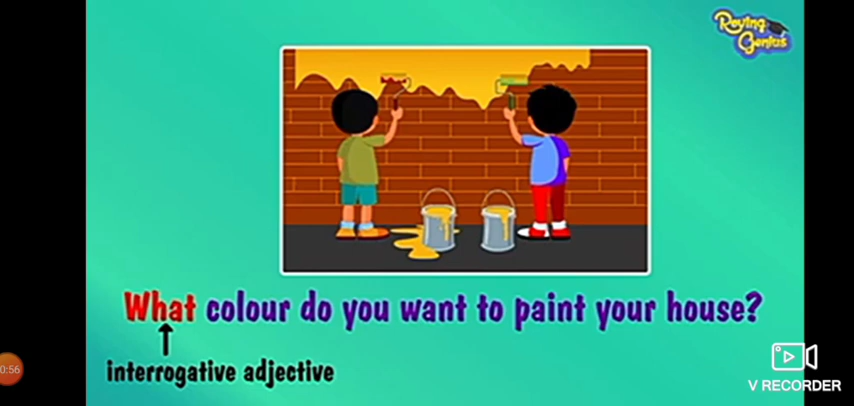 Roving
Genius
What colour do you want to paint your house?
interrogative adjective
0:56
V RECORDER